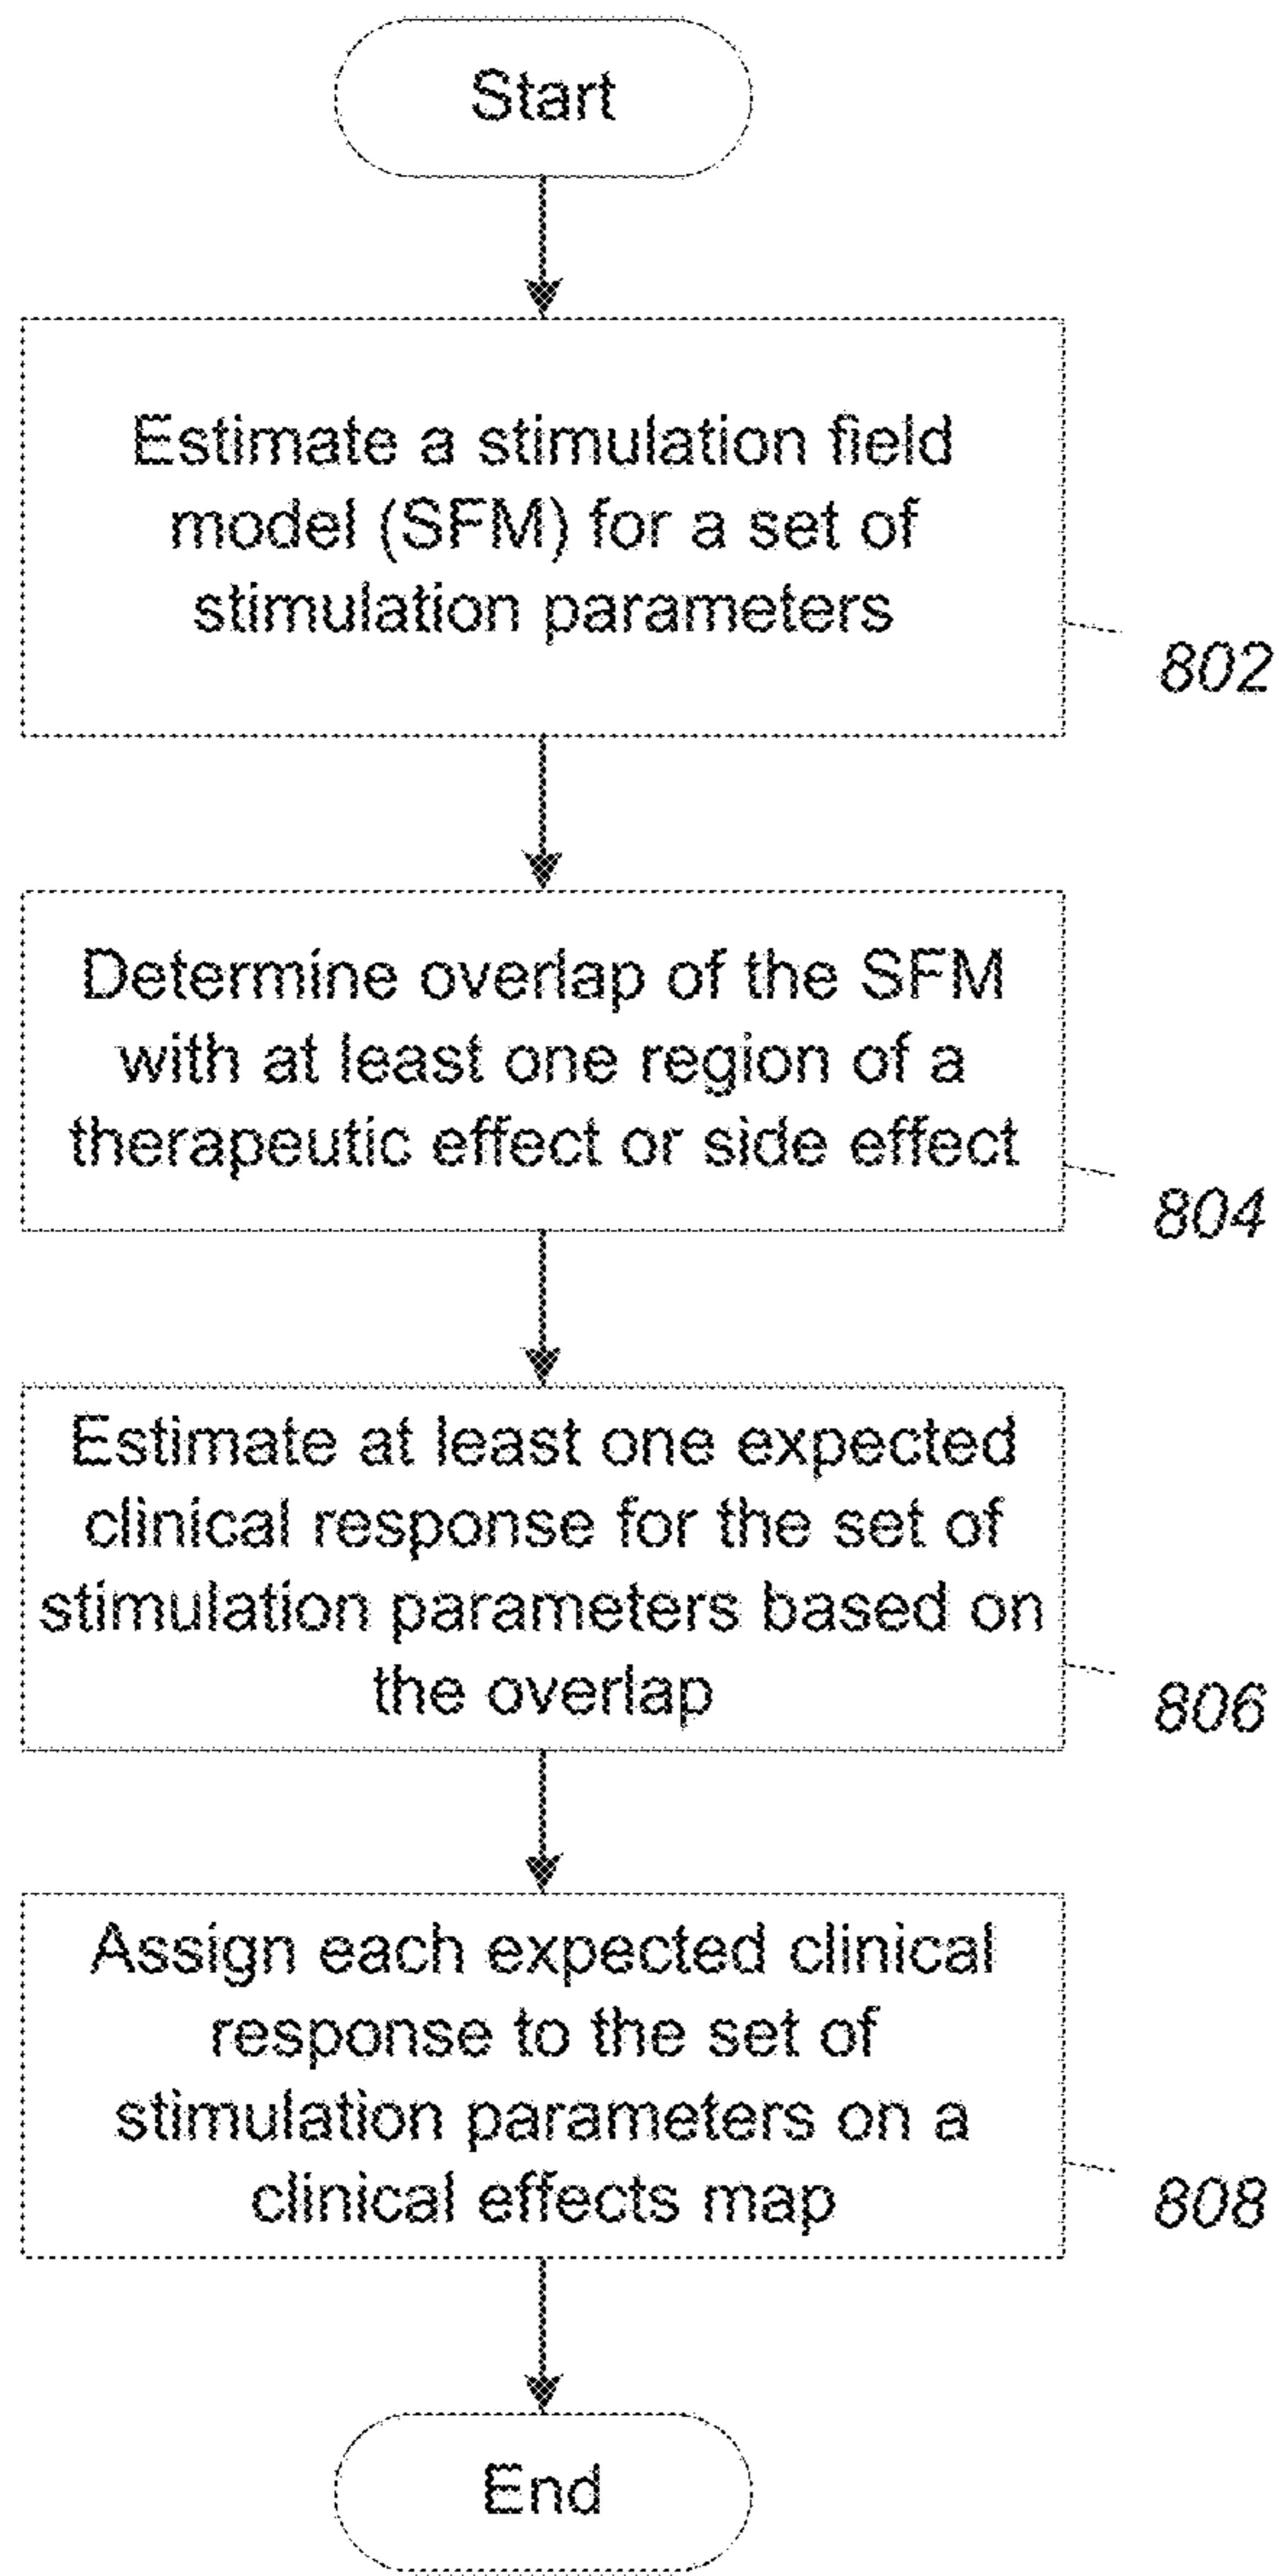 Start
Estimate a stimulation field
model (SFM) for a set of
stimulation parameters
802
Determine overlap of the SFM
with at least one region of a
therapeutic effect or side effect
804
Estimate at least one expected
clinical response for the set of
stimulation parameters based on
the overlap
806
Assign each expected clinical
response to the set of
stimulation parameters on a
clinical effects map
808
End